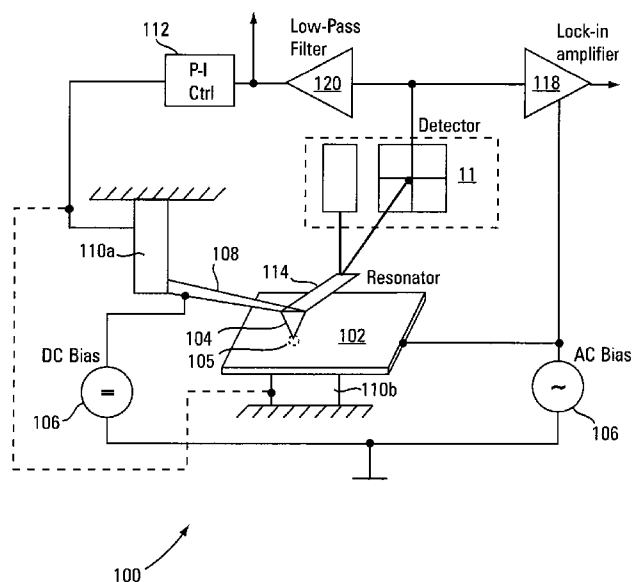 112
Low-Pass
Filter
Lock-in
amplifier
P-I
Ctrl
120
118
Detector
11
110a
108
114
Resonator
104
105
102
DC Bias
=
106
110b
AC Bias
~
106
100